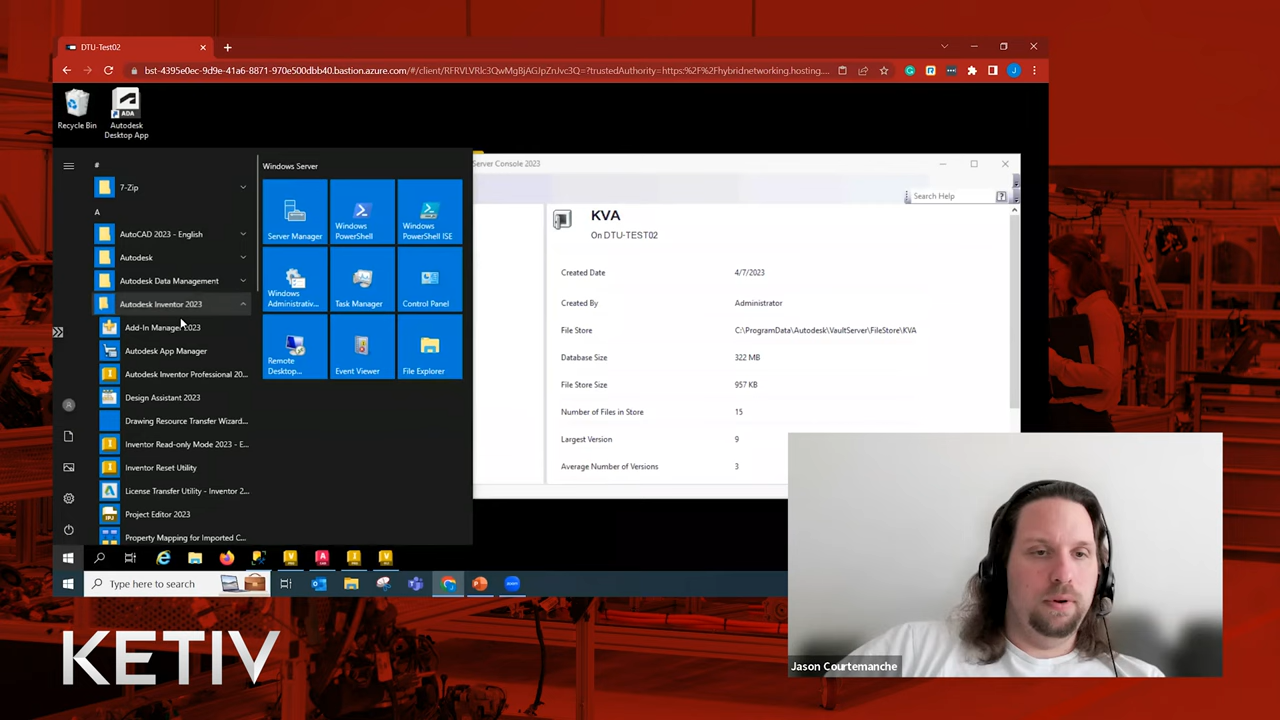 DTU-Test02
bst-4395e0ec-9d9e-41a6-8871-970e500dbb40.bastion.azure.com/#/client/RFRVLVRlc3QwMgBjAGJpZnJvc3Q=?trustedAuthority=https:%2F%2Fhybridnetworking.hosting....
J
Recycle Bin
ADA
Autodesk
Desktop App
#
Windows Server
Server Console 2023
7-Zip
Search Help
A
KVA
On DTU-TEST02
AutoCAD 2023 - English
Server Manager
Windows
PowerShell
Windows
PowerShell ISE
Autodesk
Autodesk Data Management
Created Date
4/7/2023
Autodesk Inventor 2023
Windows
Administrativ...
Task Manager
Control Panel
Created By
Administrator
Add-In Manager 2023
File Store
C:\ProgramData\Autodesk\VaultServer\FileStore\KVA
Autodesk App Manager
Database Size
322 MB
Autodesk Inventor Professional 20...
Remote
Desktop...
Event Viewer
File Explorer
File Store Size
957 KB
Design Assistant 2023
Number of Files in Store
15
Drawing Resource Transfer Wizard...
Largest Version
9
Inventor Read-only Mode 2023 - E...
Average Number of Versions
3
Inventor Reset Utility
License Transfer Utility - Inventor 2...
Project Editor 2023
Property Mapping for Imported C...
Type here to search
KETIV
Jason Courtemanche